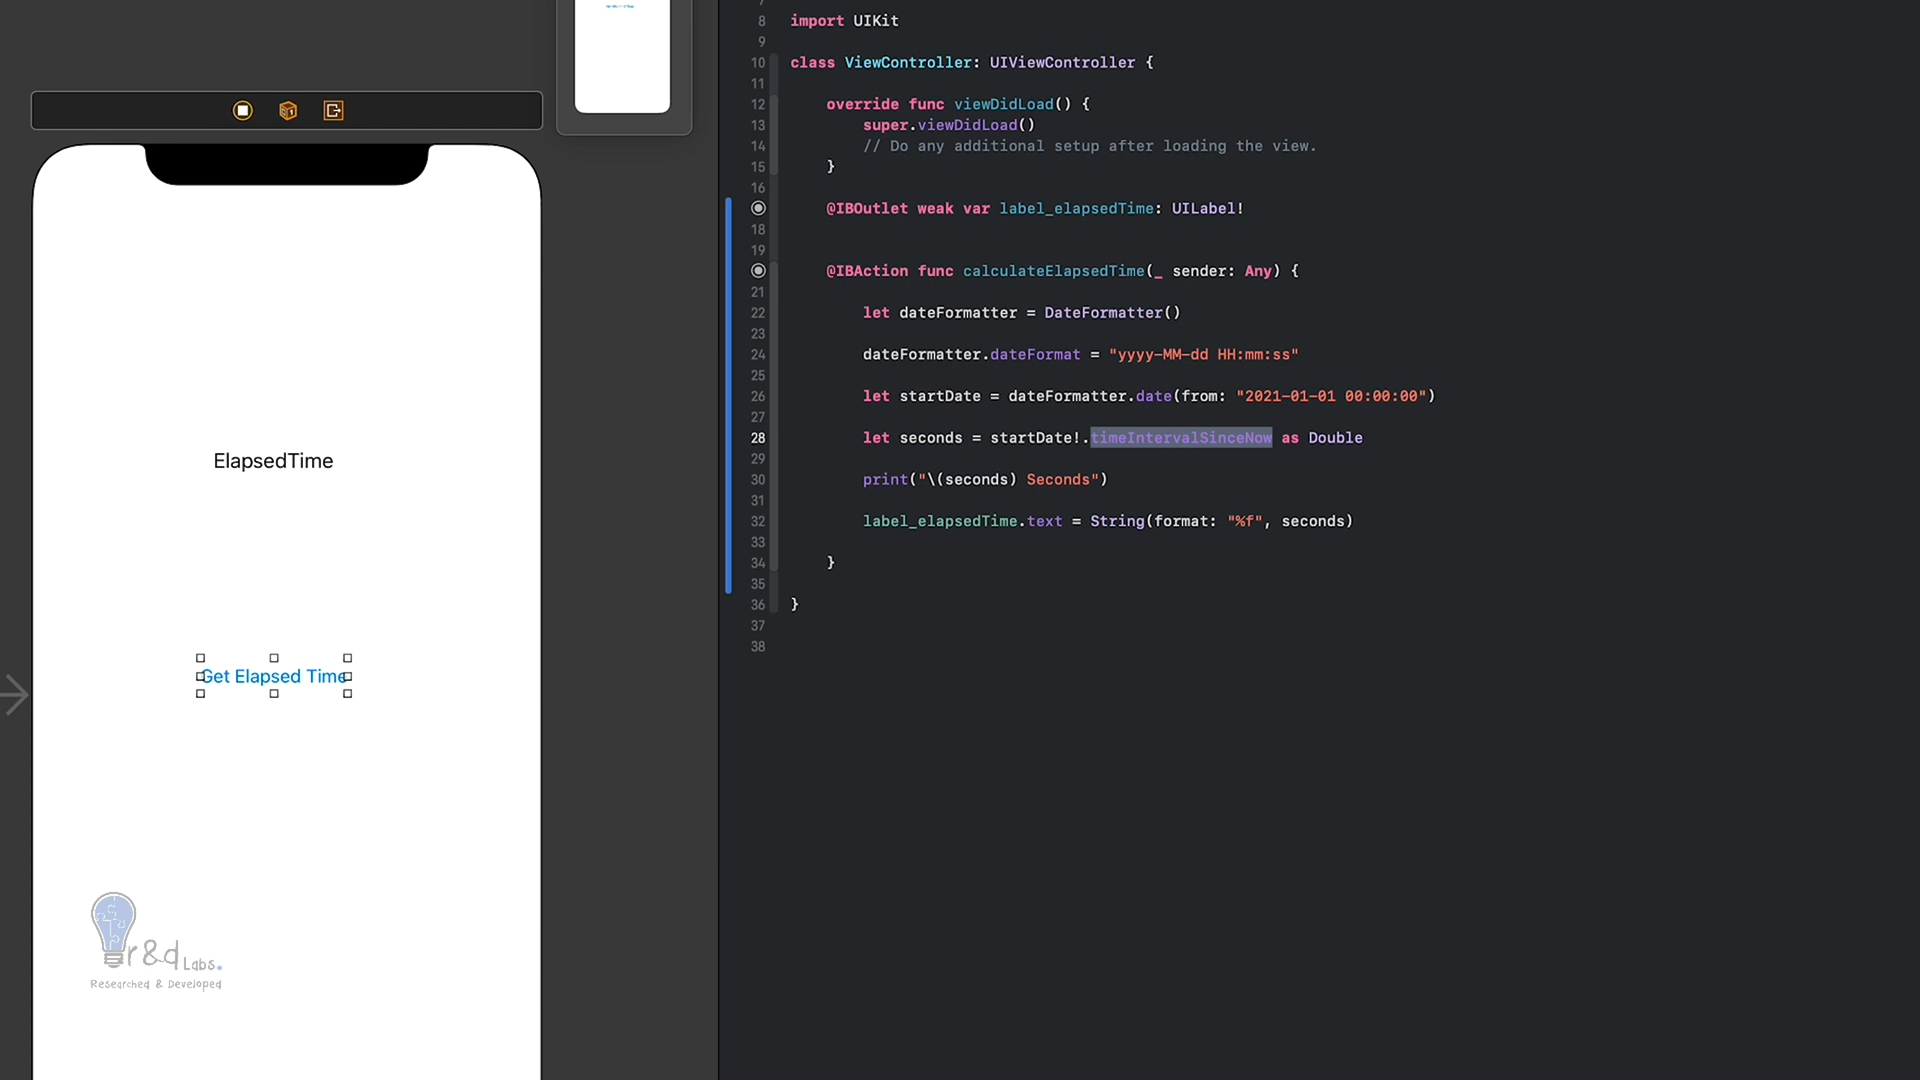 ElapsedTime
Get Elapsed Time
r&d Labs.
Researched & Developed
8 import UIKit
9
10 class ViewController: UIViewController {
11
12 override func viewDidLoad() {
13 super.viewDidLoad()
14 // Do any additional setup after loading the view.
15 }
16
@IBOutlet weak var label_elapsedTime: UILabel!
18
19
@IBAction func calculateElapsedTime(_ sender: Any) {
21
22 let dateFormatter = DateFormatter()
23
24 dateFormatter.dateFormat = "yyyy-MM-dd HH:mm:ss"
25
26 let startDate = dateFormatter.date(from: "2021-01-01 00:00:00")
27
28 let seconds = startDate!.timeIntervalSinceNow as Double
29
30 print("\(seconds) Seconds")
31
32 label_elapsedTime.text = String(format: "%f", seconds)
33
34 }
35
36 }
37
38